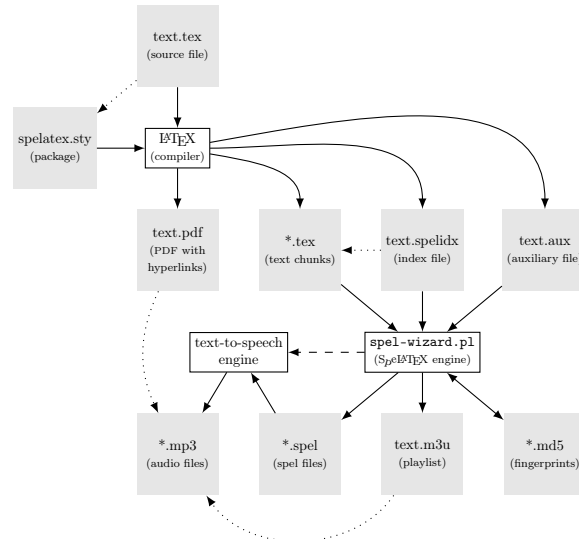 text.tex
(source file)
spelatex.sty
(package)
LATEX
(compiler)
text.pdf
(PDF with
hyperlinks)
*.tex
(text chunks)
text.spelidx
(index file)
text.aux
(auxiliary file)
text-to-speech
engine
spel-wizard.pl
(SpeLATEX engine)
*.mp3
(audio files)
*.spel
(spel files)
text.m3u
(playlist)
*.md5
(fingerprints)